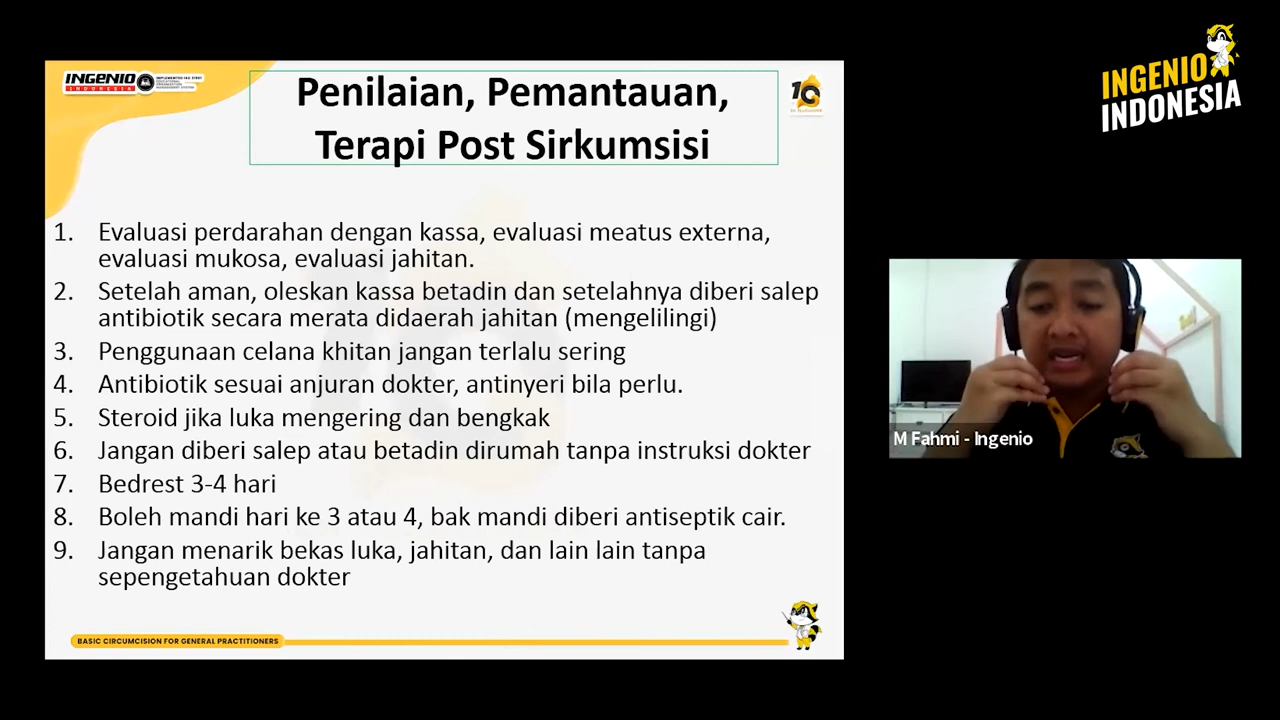 INGENIO
INDONESIA
Penilaian, Pemantauan,
Terapi Post Sirkumsisi
1. Evaluasi perdarahan dengan kassa, evaluasi meatus externa,
evaluasi mukosa, evaluasi jahitan.
2. Setelah aman, oleskan kassa betadin dan setelahnya diberi salep
antibiotik secara merata didaerah jahitan (mengelilingi)
3. Penggunaan celana khitan jangan terlalu sering
4. Antibiotik sesuai anjuran dokter, antinyeri bila perlu.
5. Steroid jika luka mengering dan bengkak
6. Jangan diberi salep atau betadin dirumah tanpa instruksi dokter
7. Bedrest 3-4 hari
8. Boleh mandi hari ke 3 atau 4, bak mandi diberi antiseptik cair.
9. Jangan menarik bekas luka, jahitan, dan lain lain tanpa
sepengetahuan dokter
BASIC CIRCUMCISION FOR GENERAL PRACTITIONERS
INGENIO
INDONESIA
M Fahmi - Ingenio